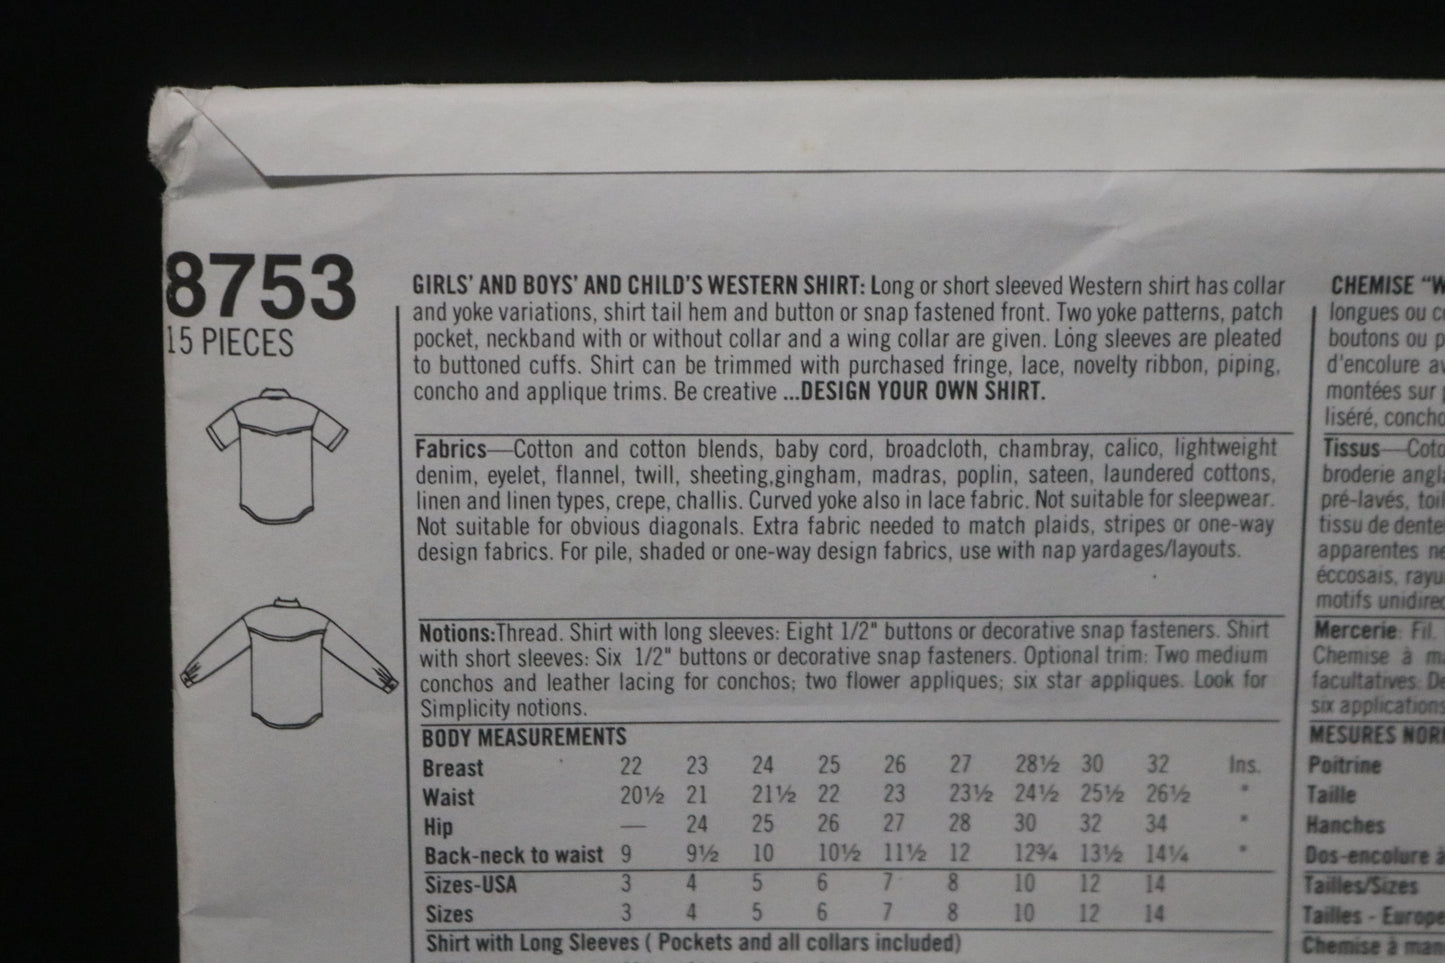 8753
15 PIECES
GIRLS' AND BOYS' AND CHILD'S WESTERN SHIRT: Long or short sleeved Western shirt has collar
and yoke variations, shirt tail hem and button or snap fastened front. Two yoke patterns, patch
pocket, neckband with or without collar and a wing collar are given. Long sleeves are pleated
to buttoned cuffs. Shirt can be trimmed with purchased fringe, lace, novelty ribbon, piping,
concho and applique trims. Be creative ...DESIGN YOUR OWN SHIRT.
Fabrics—Cotton and cotton blends, baby cord, broadcloth, chambray, calico, lightweight
denim, eyelet, flannel, twill, sheeting,gingham, madras, poplin, sateen, laundered cottons,
linen and linen types, crepe, challis. Curved yoke also in lace fabric. Not suitable for sleepwear.
Not suitable for obvious diagonals. Extra fabric needed to match plaids, stripes or one-way
design fabrics. For pile, shaded or one-way design fabrics, use with nap yardages/layouts.
Notions:Thread. Shirt with long sleeves: Eight 1/2" buttons or decorative snap fasteners. Shirt
with short sleeves: Six 1/2" buttons or decorative snap fasteners. Optional trim: Two medium
conchos and leather lacing for conchos; two flower appliques; six star appliques. Look for
Simplicity notions.
BODY MEASUREMENTS
Breast 22 23 24 25 26 27 28½ 30 32 Ins.
Waist 20½ 21 21½ 22 23 23½ 24½ 25½ 26½ "
Hip — 24 25 26 27 28 30 32 34 "
Back-neck to waist 9 9½ 10 10½ 11½ 12 12¾ 13½ 14¼ "
Sizes-USA 3 4 5 6 7 8 10 12 14
Sizes 3 4 5 6 7 8 10 12 14
Shirt with Long Sleeves ( Pockets and all collars included)
CHEMISE "W
longues ou c
boutons ou p
d'encolure av
montées sur
liséré, concho
Tissus—Coto
broderie angl
pré-lavés, toil
tissu de dente
apparentes ne
éccosais, rayu
motifs unidirec
Mercerie: Fil.
Chemise à m
facultatives: De
six applications
MESURES NOR
Poitrine
Taille
Hanches
Dos-encolure à
Tailles/Sizes
Tailles - Europe
Chemise à man